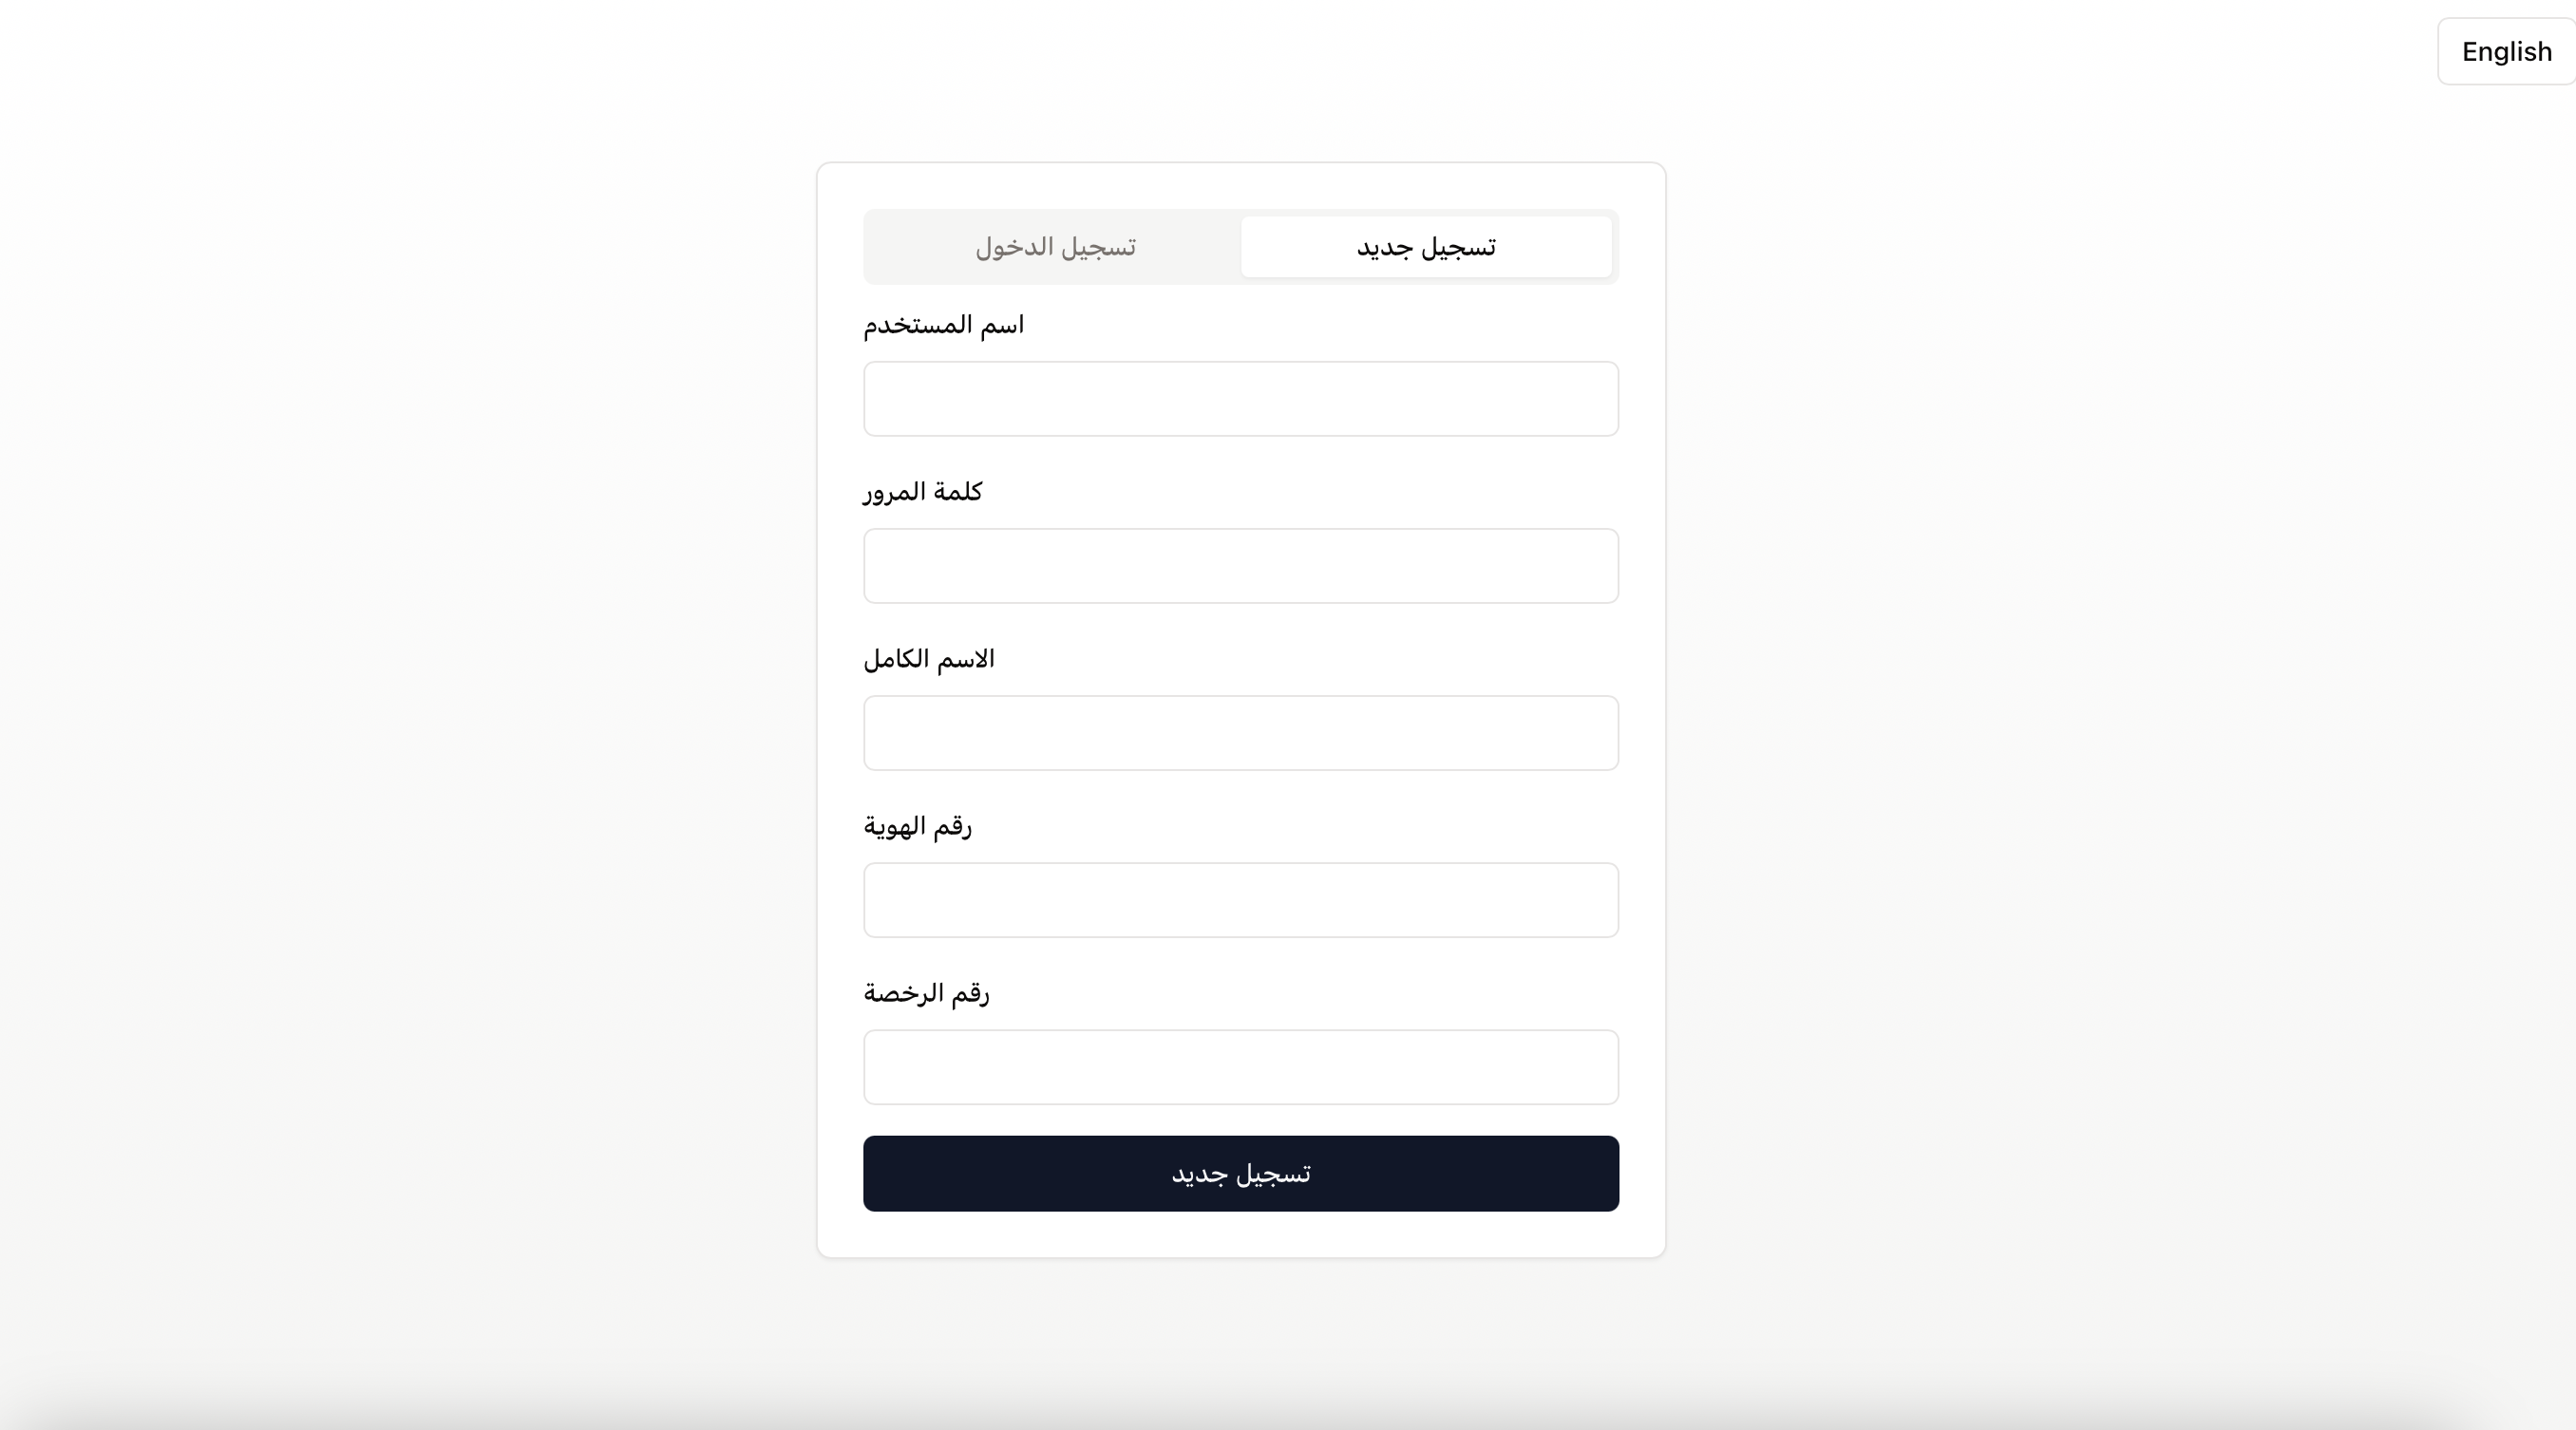 English
تسجيل الدخول
تسجيل جديد
اسم المستخدم
كلمة المرور
الاسم الكامل
رقم الهوية
رقم الرخصة
تسجيل جديد